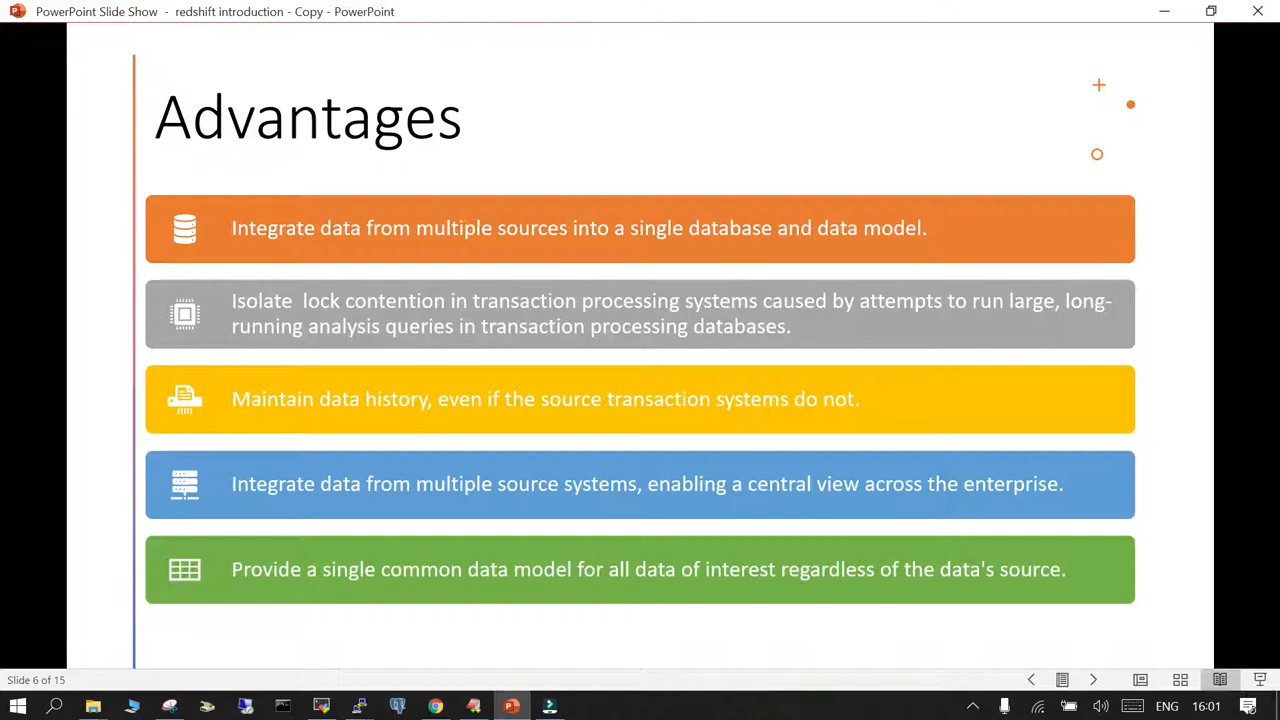 PowerPoint Slide Show - redshift introduction - Copy - PowerPoint
Advantages
Integrate data from multiple sources into a single database and data model.
Isolate lock contention in transaction processing systems caused by attempts to run large, long-
running analysis queries in transaction processing databases.
Maintain data history, even if the source transaction systems do not.
Integrate data from multiple source systems, enabling a central view across the enterprise.
Provide a single common data model for all data of interest regardless of the data's source.
Slide 6 of 15
ENG 16:01